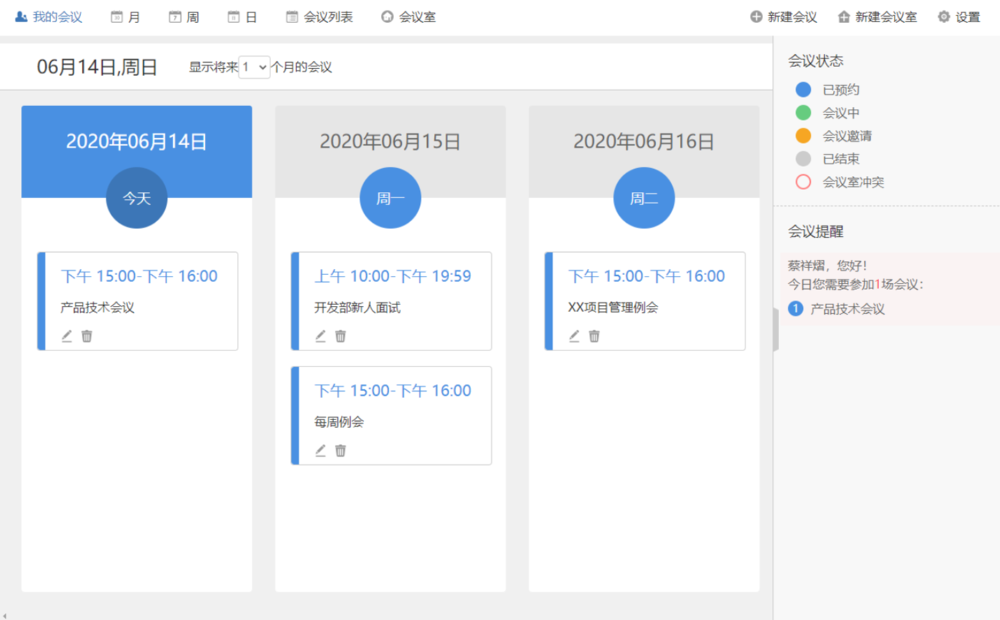 我的会议 月 周 日 会议列表 会议室 新建会议 新建会议室 设置
06月14日,周日 显示将来 1 个月的会议
2020年06月14日
今天
下午 15:00-下午 16:00
产品技术会议
2020年06月15日
周一
上午 10:00-下午 19:59
开发部新人面试
下午 15:00-下午 16:00
每周例会
2020年06月16日
周二
下午 15:00-下午 16:00
XX项目管理例会
会议状态
已预约
会议中
会议邀请
已结束
会议室冲突
会议提醒
蔡祥熠，您好！
今日您需要参加1场会议：
1 产品技术会议